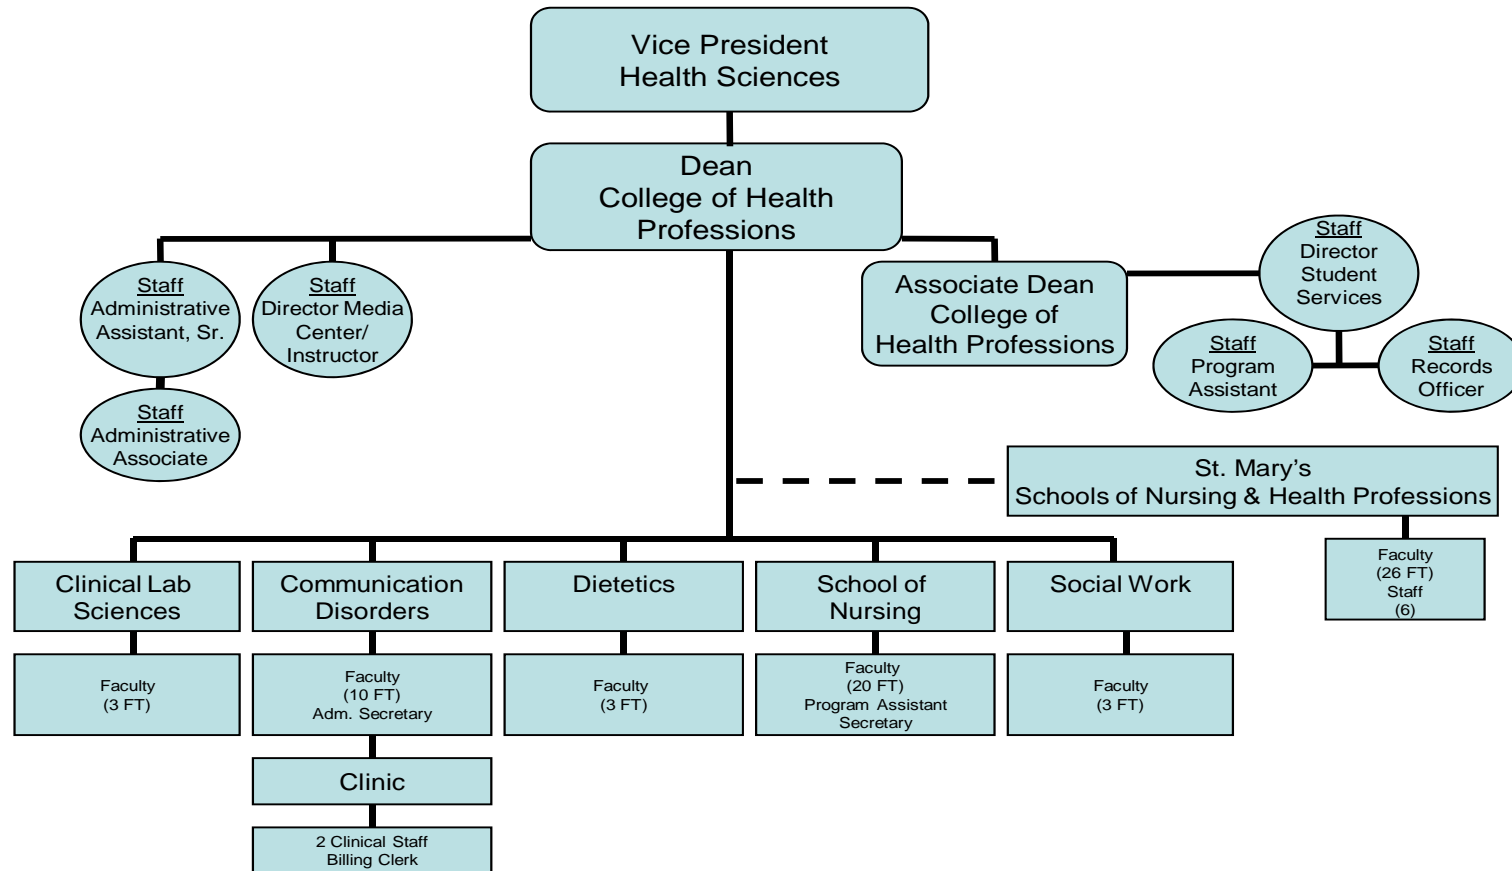 Vice President
Health Sciences
Dean
College of Health
Professions
Staff
Administrative
Assistant, Sr.
Staff
Director Media
Center/
Instructor
Staff
Administrative
Associate
Associate Dean
College of
Health Professions
Staff
Director
Student
Services
Staff
Program
Assistant
Staff
Records
Officer
St. Mary’s
Schools of Nursing & Health Professions
Faculty
(26 FT)
Staff
(6)
Clinical Lab
Sciences
Faculty
(3 FT)
Communication
Disorders
Faculty
(10 FT)
Adm. Secretary
Clinic
2 Clinical Staff
Billing Clerk
Dietetics
Faculty
(3 FT)
School of
Nursing
Faculty
(20 FT)
Program Assistant
Secretary
Social Work
Faculty
(3 FT)